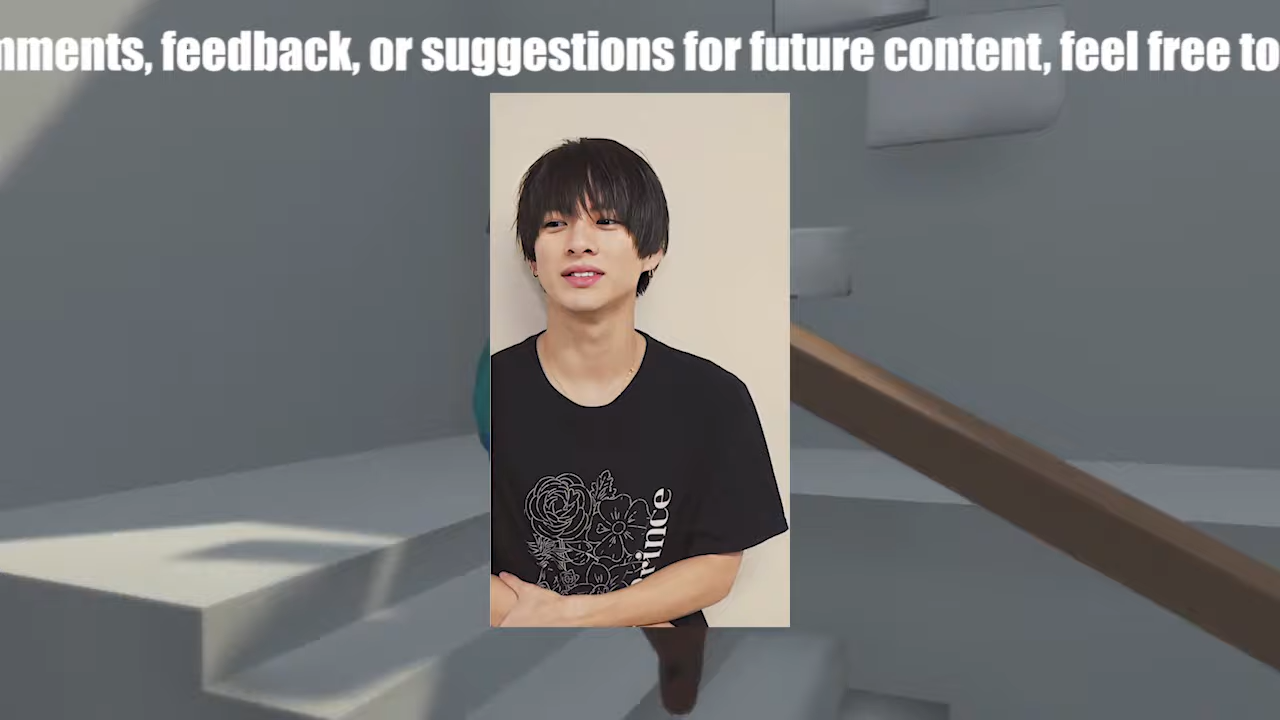 feedback, or suggestions for future content, feel free to